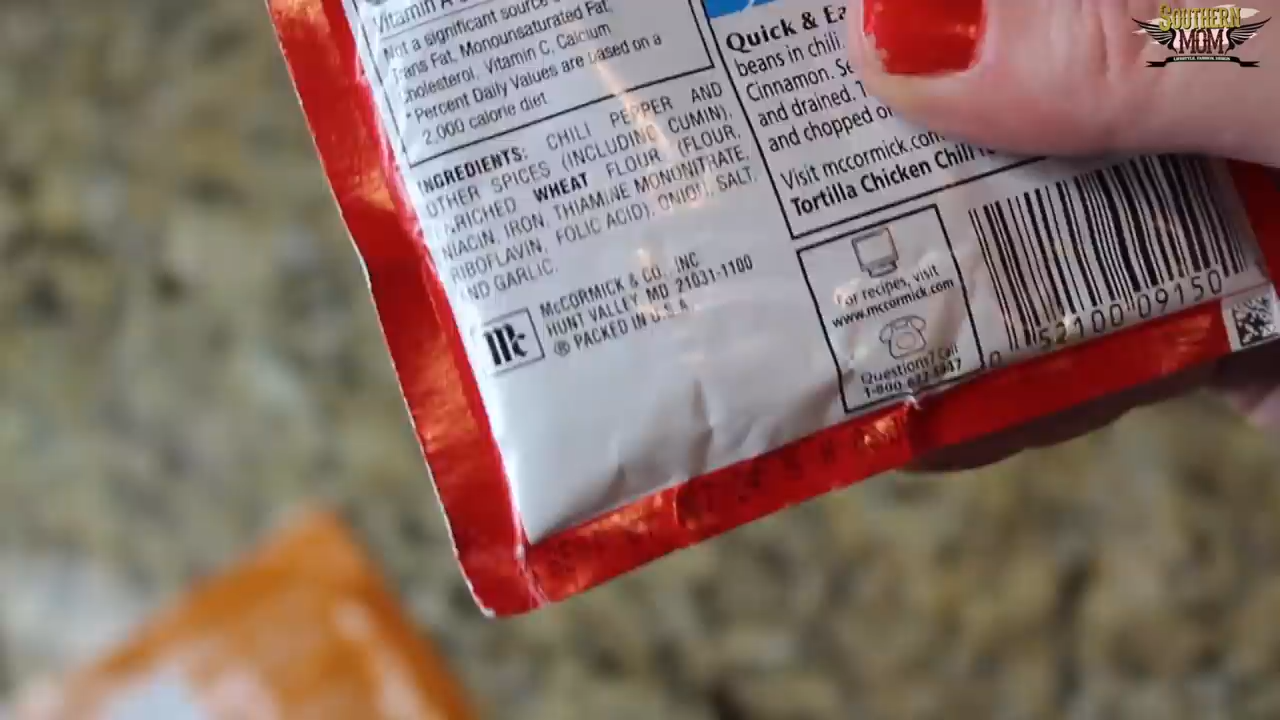 Vitamin A
Not a significant source
Trans Fat, Monounsaturated Fat,
Cholesterol, Vitamin C, Calcium
*Percent Daily Values are based on a
2,000 calorie diet
INGREDIENTS: CHILI PEPPER AND
OTHER SPICES (INCLUDING CUMIN),
ENRICHED WHEAT FLOUR (FLOUR,
NIACIN, IRON, THIAMINE MONONITRATE,
RIBOFLAVIN, FOLIC ACID), ONION, SALT,
AND GARLIC.
Mc
McCORMICK & CO., INC
HUNT VALLEY, MD 21031-1100
® PACKED IN U.S.A.
Quick & Ea
beans in chili
Cinnamon. Se
and drained. T
and chopped o
Visit mccormick.com
Tortilla Chicken Chili
For recipes, visit
www.mccormick.com
Questions? Call
0 52100 09150
SOUTHERN
MOM